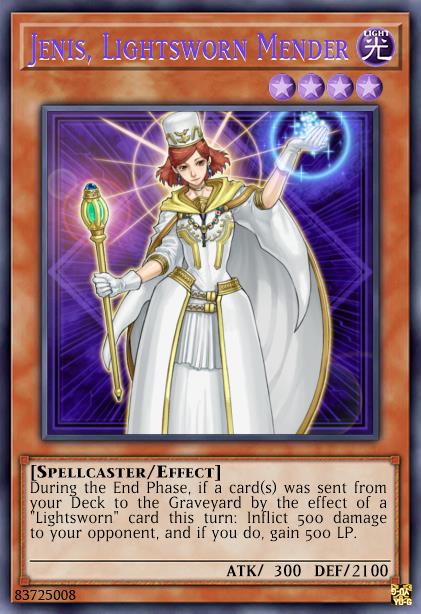 Jenis, Lightsworn Mender
LIGHT
光
[Spellcaster/Effect]
During the End Phase, if a card(s) was sent from
your Deck to the Graveyard by the effect of a
"Lightsworn" card this turn: Inflict 500 damage
to your opponent, and if you do, gain 500 LP.
ATK/ 300 DEF/2100
83725008